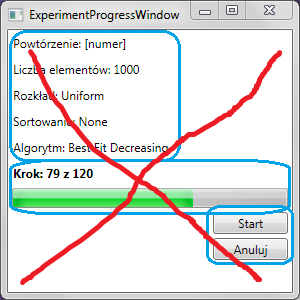 ExperimentProgressWindow
Powtórzenie: [numer]
Liczba elementów: 1000
Rozkład: Uniform
Sortowanie: None
Algorytm: Best Fit Decreasing
Krok: 79 z 120
Start
Anuluj